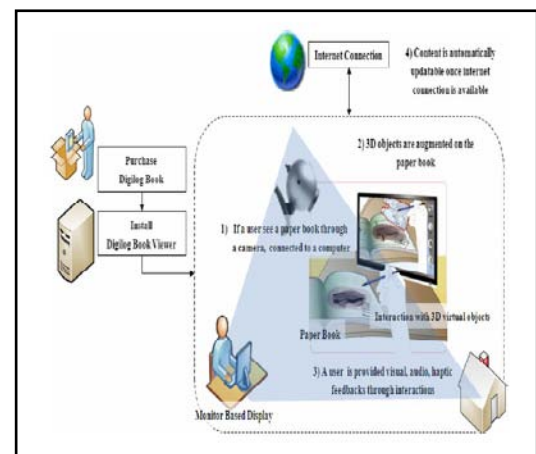 Internet Connection
4) Content is automatically
updatable once internet
connection is available
2) 3D objects are augmented on the
paper book
Purchase
Digilog Book
Install
Digilog Book Viewer
1) If a user see a paper book through
a camera, connected to a computer
Interaction with 3D virtual objects
Paper Book
3) A user is provided visual, audio, haptic
feedbacks through interactions
Monitor Based Display